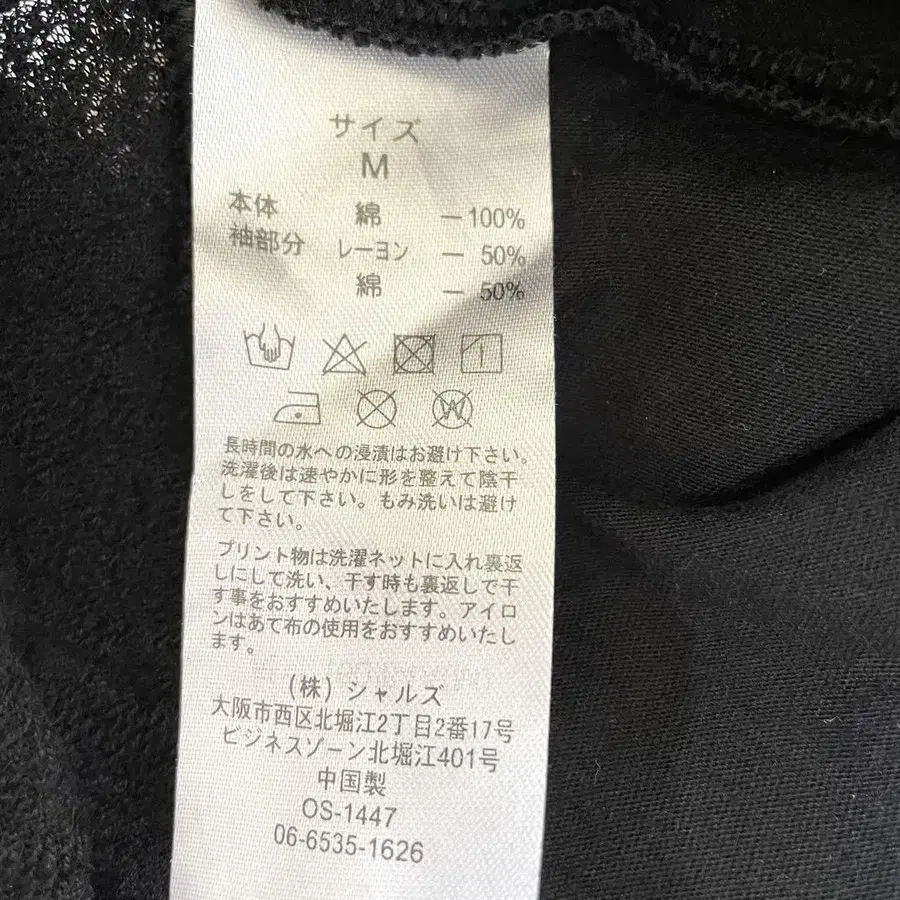 サイズ
M
本体 綿 — 100%
袖部分 レーヨン — 50%
綿 — 50%
W
長時間の水への浸漬はお避け下さい。
洗濯後は速やかに形を整えて陰干
しをして下さい。もみ洗いは避け
て下さい。
プリント物は洗濯ネットに入れ裏返
しにして洗い、干す時も裏返しで干
す事をおすすめいたします。アイロ
ンはあて布の使用をおすすめいたし
ます。
(株) シャルズ
大阪市西区北堀江2丁目2番17号
ビジネスゾーン北堀江401号
中国製
OS-1447
06-6535-1626